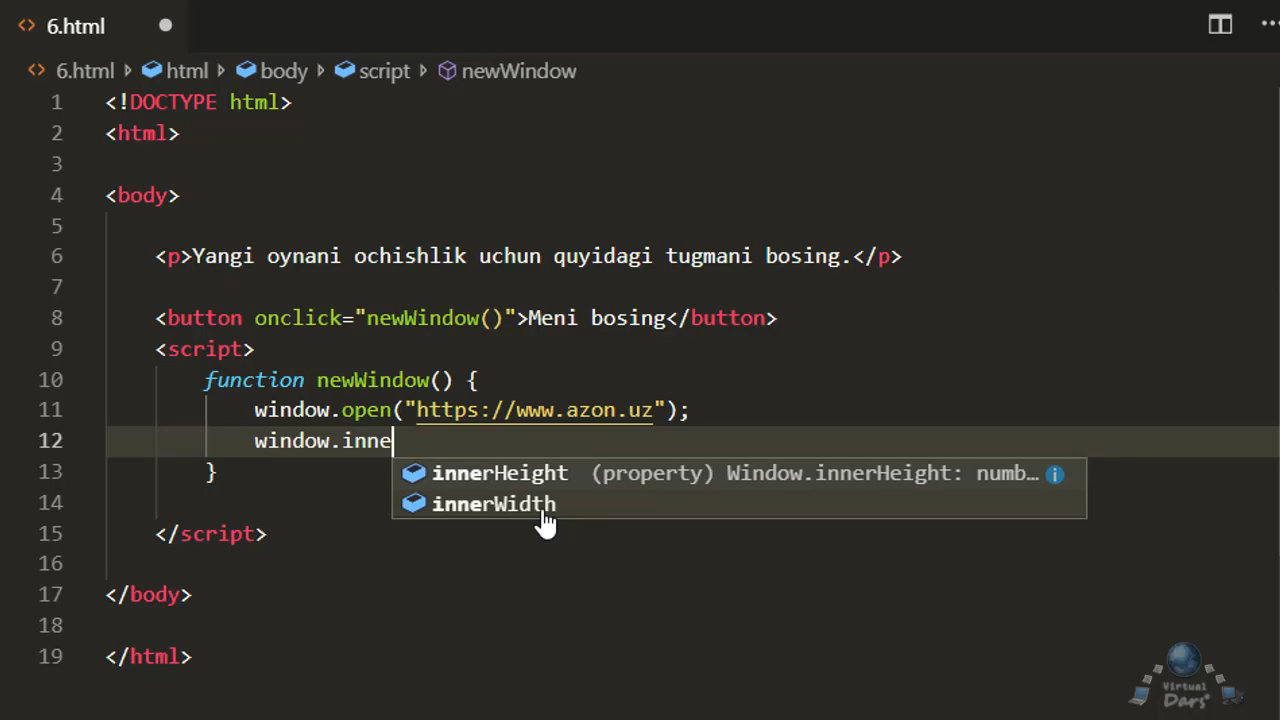 <> 6.html ●
<> 6.html > html > body > script > newWindow
1 <!DOCTYPE html>
2 <html>
3
4 <body>
5
6 <p>Yangi oynani ochishlik uchun quyidagi tugmani bosing.</p>
7
8 <button onclick="newWindow()">Meni bosing</button>
9 <script>
10 function newWindow() {
11 window.open("https://www.azon.uz");
12 window.inne
innerHeight (property) Window.innerHeight: numb…
13 }
innerWidth
14
15 </script>
16
17 </body>
18
19 </html>
Virtual
Dars